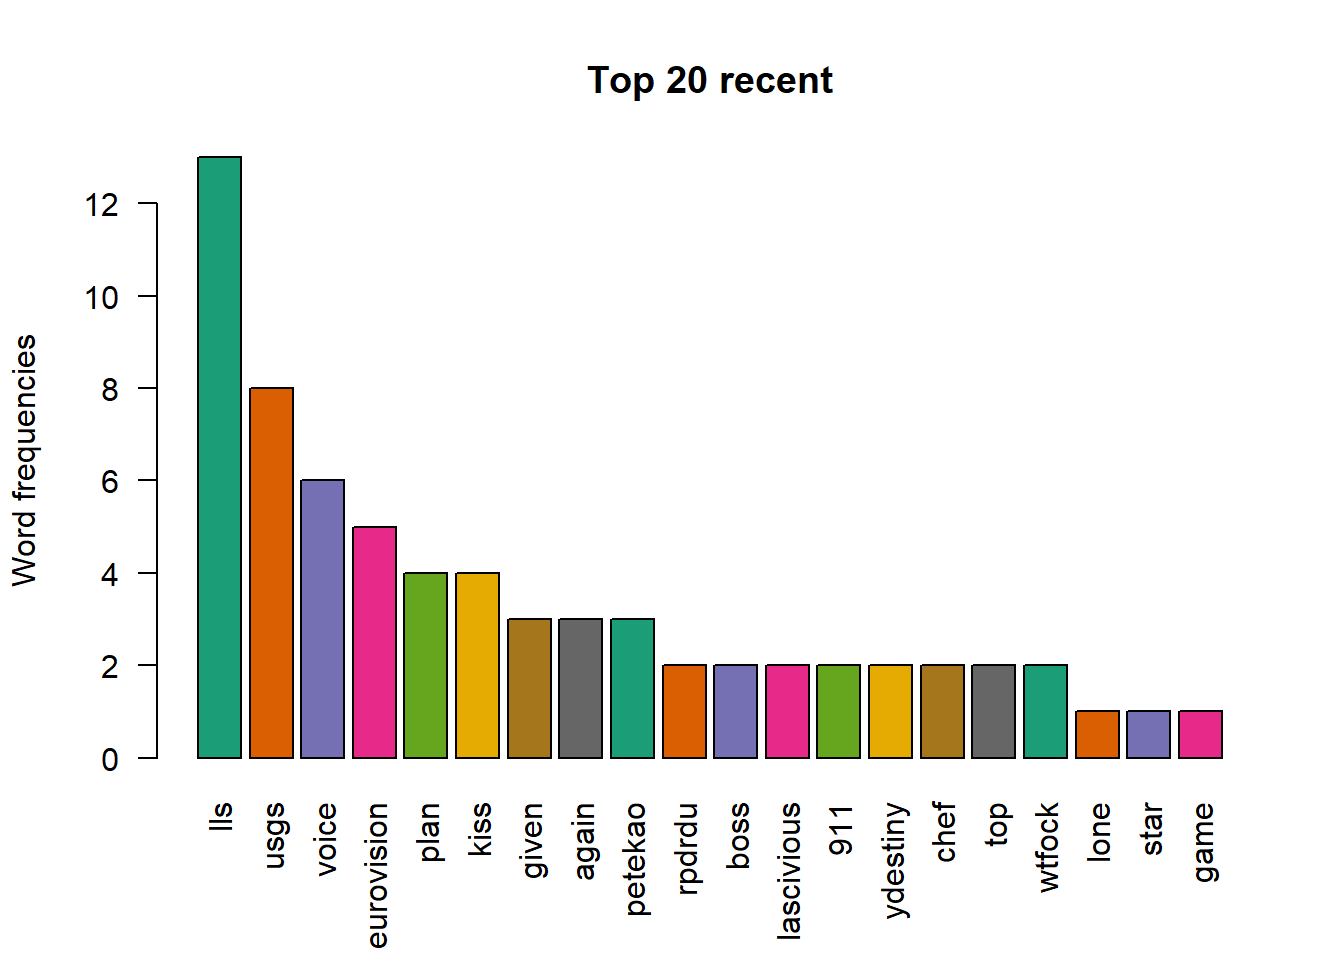 Top 20 recent
Word frequencies
12
10
8
6
4
2
0
lls
usgs
voice
eurovision
plan
kiss
given
again
petekao
rpdrdu
boss
lascivious
911
ydestiny
chef
top
wtfock
lone
star
game